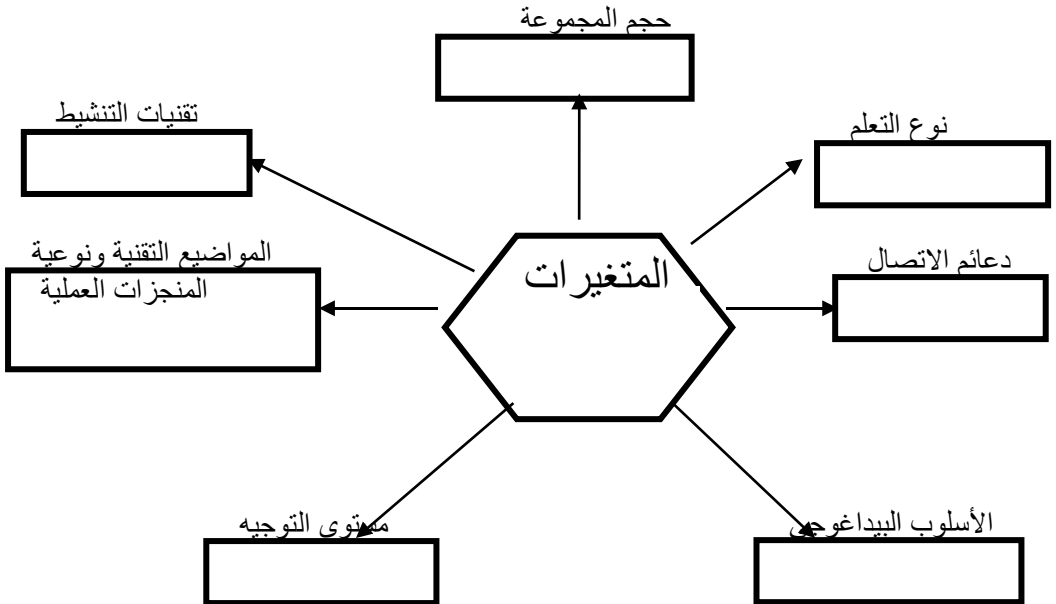 حجم المجموعة
تقنيات التنشيط
نوع التعلم
المواضيع التقنية ونوعية
المنجزات العملية
دعائم الاتصال
المتغيرات
مستوى التوجيه
الأسلوب البيداغوجي